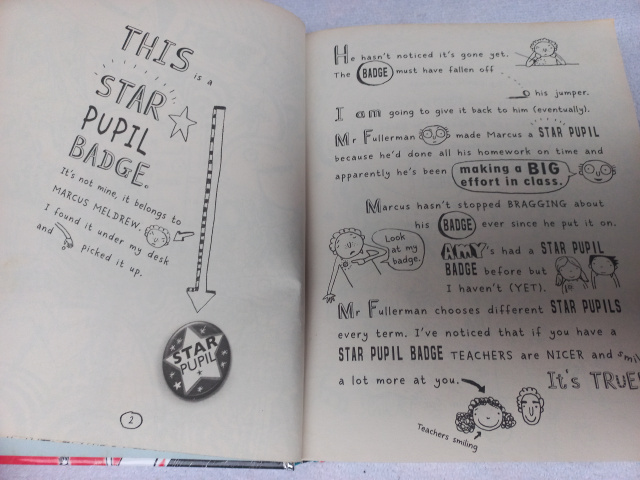 THIS is a
STAR
PUPIL
BADGE.
It's not mine, it belongs to
MARCUS MELDREW.
I found it under my desk
and picked it up.
STAR
PUPIL
2
He hasn't noticed it's gone yet.
The BADGE must have fallen off
his jumper.
I am going to give it back to him (eventually).
Mr Fullerman made Marcus a STAR PUPIL
because he'd done all his homework on time and
apparently he's been making a BIG
effort in class.
Marcus hasn't stopped BRAGGING about
his BADGE ever since he put it on.
Look
at my
badge.
AMY's had a STAR PUPIL
BADGE before but
I haven't (YET).
Mr Fullerman chooses different STAR PUPILS
every term. I've noticed that if you have a
STAR PUPIL BADGE TEACHERS are NICER and
a lot more at you. It's TRUE!
Teachers smiling